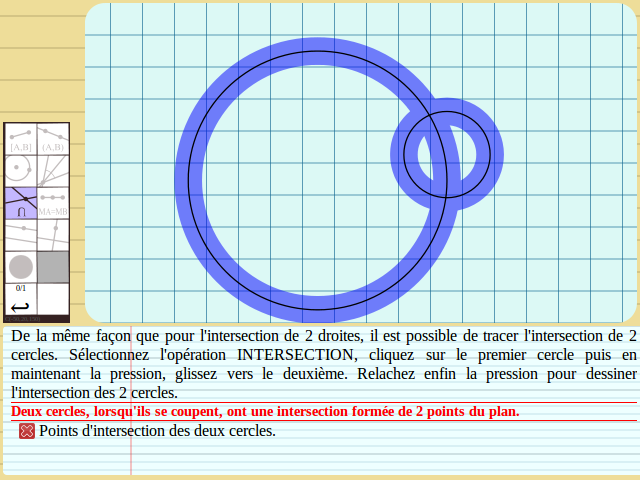 [A,B] (A,B)
∩ MA=MB
0/1
De la même façon que pour l'intersection de 2 droites, il est possible de tracer l'intersection de 2
cercles. Sélectionnez l'opération INTERSECTION, cliquez sur le premier cercle puis en
maintenant la pression, glissez vers le deuxième. Relachez enfin la pression pour dessiner
l'intersection des 2 cercles.
Deux cercles, lorsqu'ils se coupent, ont une intersection formée de 2 points du plan.
Points d'intersection des deux cercles.